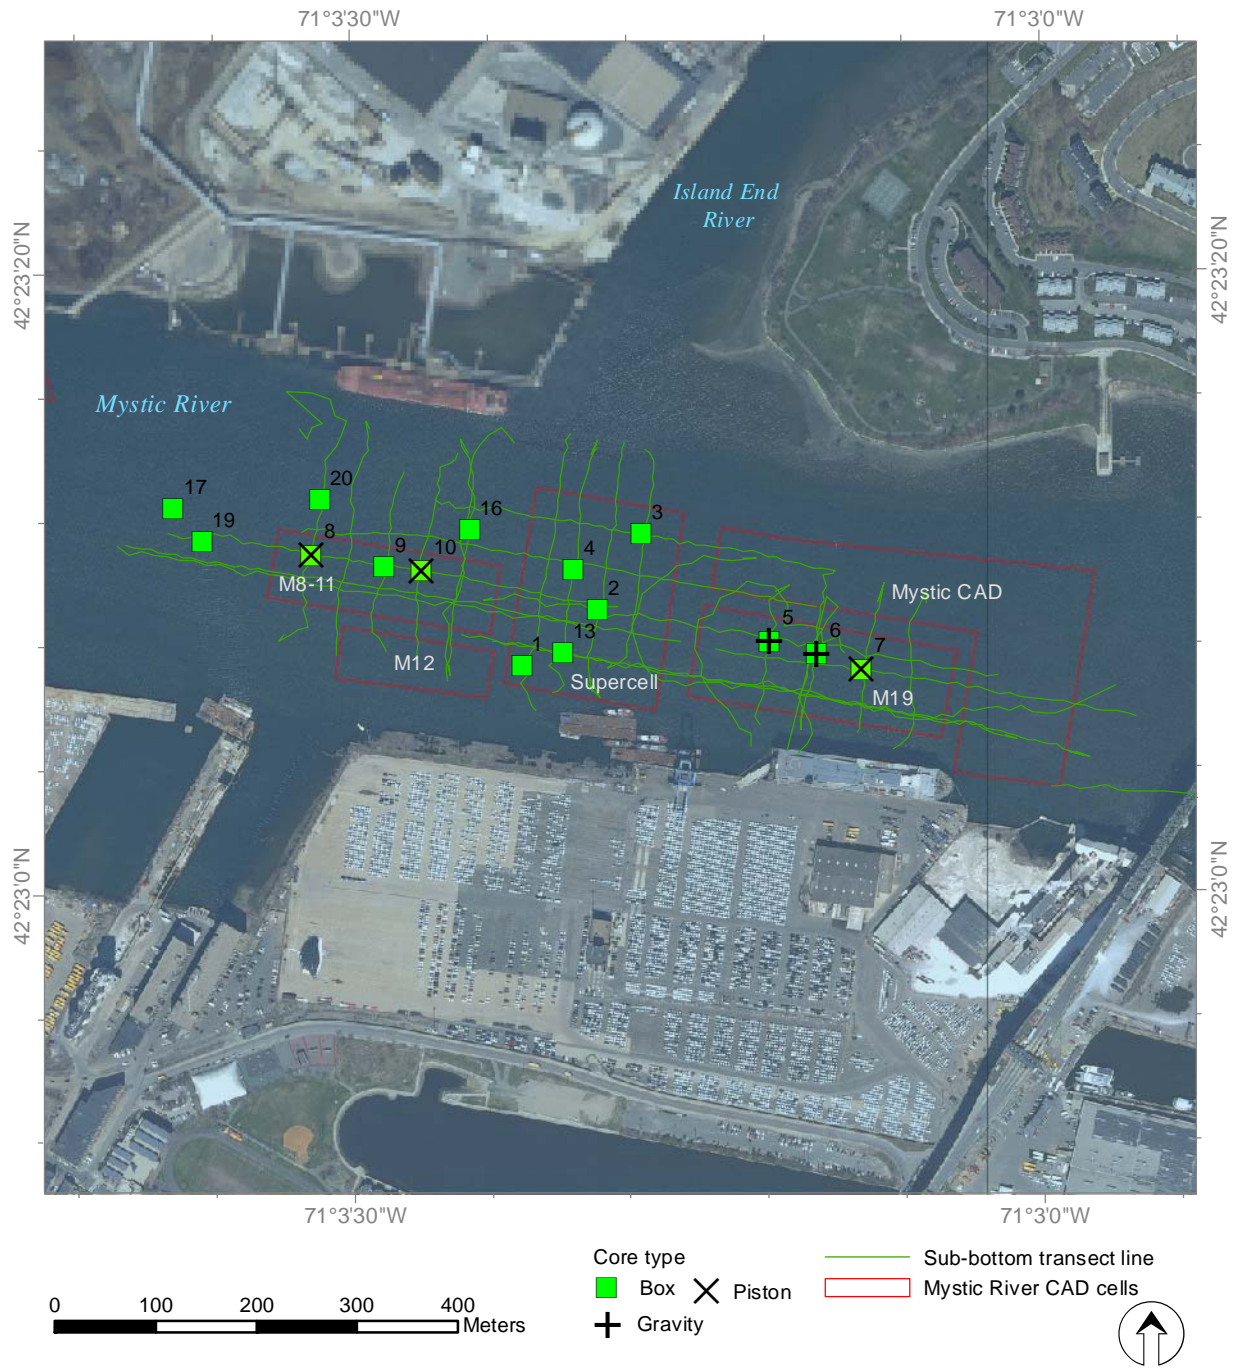 71°3'30"W
71°3'0"W
42°23'20"N
42°23'20"N
Island End
River
Mystic River
17
19
20
8
9
10
16
3
4
2
13
1
5
6
7
M8-11
M12
Supercell
Mystic CAD
M19
42°23'0"N
42°23'0"N
71°3'30"W
71°3'0"W
Core type
Box
Piston
Gravity
Sub-bottom transect line
Mystic River CAD cells
0
100
200
300
400
Meters